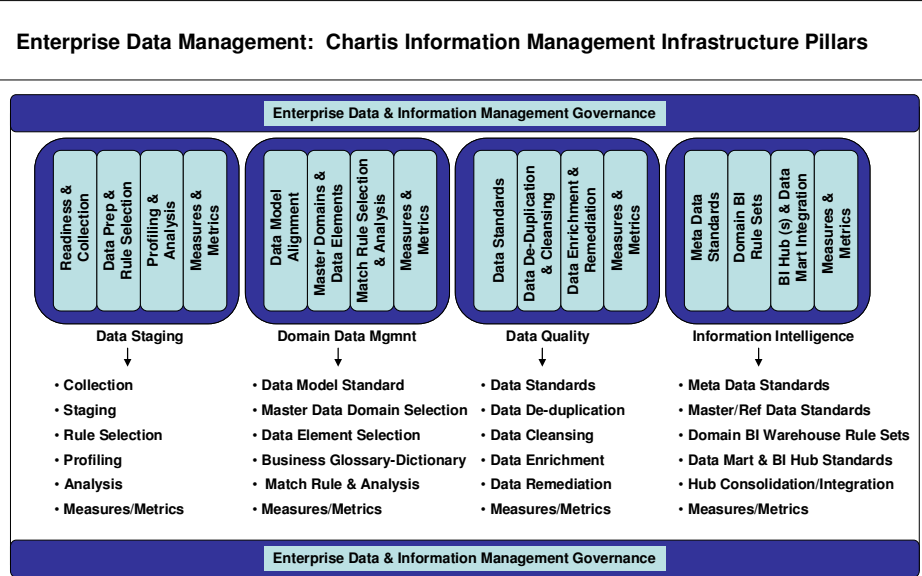 Enterprise Data Management: Chartis Information Management Infrastructure Pillars
Enterprise Data & Information Management Governance
Readiness &
Collection
Data Prep &
Rule Selection
Profiling &
Analysis
Measures &
Metrics
Data Model
Alignment
Master Domains &
Data Elements
Match Rule Selection
& Analysis
Measures &
Metrics
Data Standards
Data De-Duplication
& Cleansing
Data Enrichment &
Remediation
Measures &
Metrics
Meta Data
Standards
Domain BI
Rule Sets
BI Hub (s) & Data
Mart Integration
Measures &
Metrics
Data Staging
• Collection
• Staging
• Rule Selection
• Profiling
• Analysis
• Measures/Metrics
Domain Data Mgmnt
• Data Model Standard
• Master Data Domain Selection
• Data Element Selection
• Business Glossary-Dictionary
• Match Rule & Analysis
• Measures/Metrics
Data Quality
• Data Standards
• Data De-duplication
• Data Cleansing
• Data Enrichment
• Data Remediation
• Measures/Metrics
Information Intelligence
• Meta Data Standards
• Master/Ref Data Standards
• Domain BI Warehouse Rule Sets
• Data Mart & BI Hub Standards
• Hub Consolidation/Integration
• Measures/Metrics
Enterprise Data & Information Management Governance